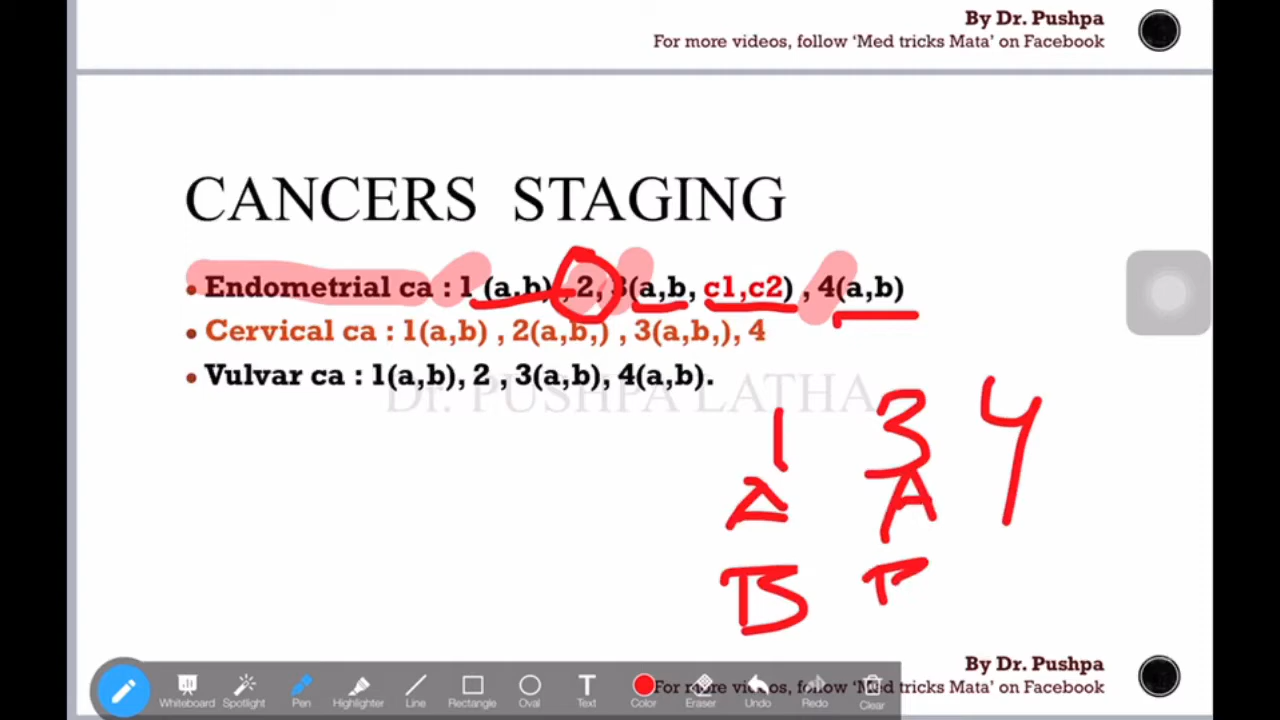 By Dr. Pushpa
For more videos, follow ‘Med tricks Mata’ on Facebook
CANCERS STAGING
• Endometrial ca : 1 (a,b) , 2, 3(a,b, c1,c2) , 4(a,b)
• Cervical ca : 1(a,b) , 2(a,b,) , 3(a,b,), 4
• Vulvar ca : 1(a,b), 2 , 3(a,b), 4(a,b).
Dr. PUSHPA LATHA
1 3 4
A A
B
By Dr. Pushpa
For more videos, follow ‘Med tricks Mata’ on Facebook
Whiteboard Spotlight Pen Highlighter Line Rectangle Oval Text Color Eraser Undo Redo Clear